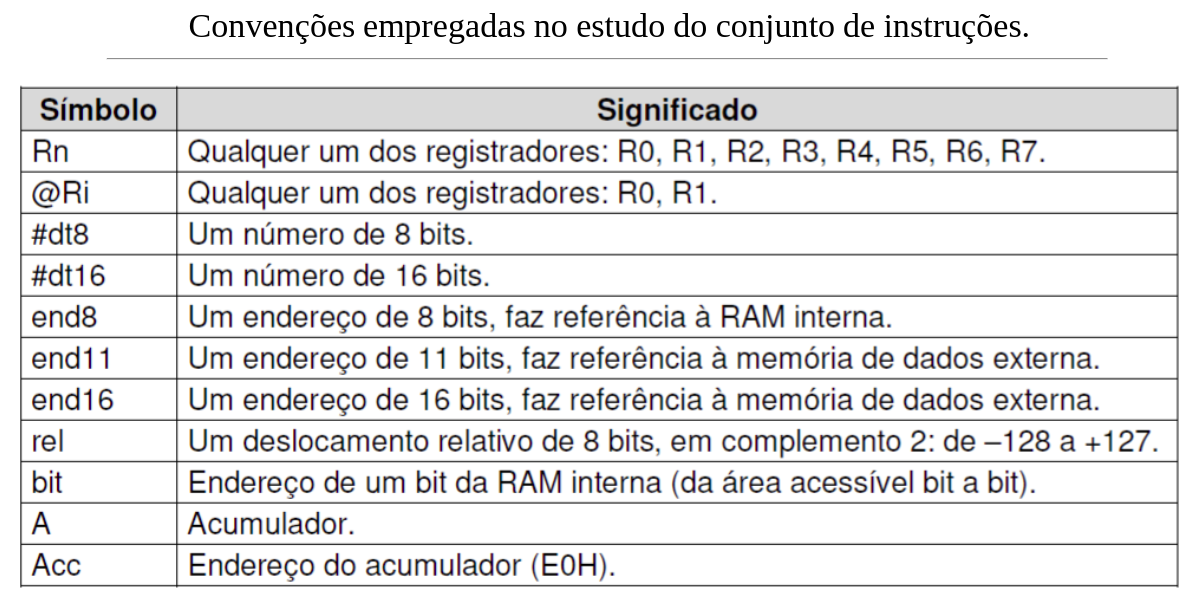 Convenções empregadas no estudo do conjunto de instruções.
Símbolo Significado
Rn Qualquer um dos registradores: R0, R1, R2, R3, R4, R5, R6, R7.
@Ri Qualquer um dos registradores: R0, R1.
#dt8 Um número de 8 bits.
#dt16 Um número de 16 bits.
end8 Um endereço de 8 bits, faz referência à RAM interna.
end11 Um endereço de 11 bits, faz referência à memória de dados externa.
end16 Um endereço de 16 bits, faz referência à memória de dados externa.
rel Um deslocamento relativo de 8 bits, em complemento 2: de –128 a +127.
bit Endereço de um bit da RAM interna (da área acessível bit a bit).
A Acumulador.
Acc Endereço do acumulador (E0H).